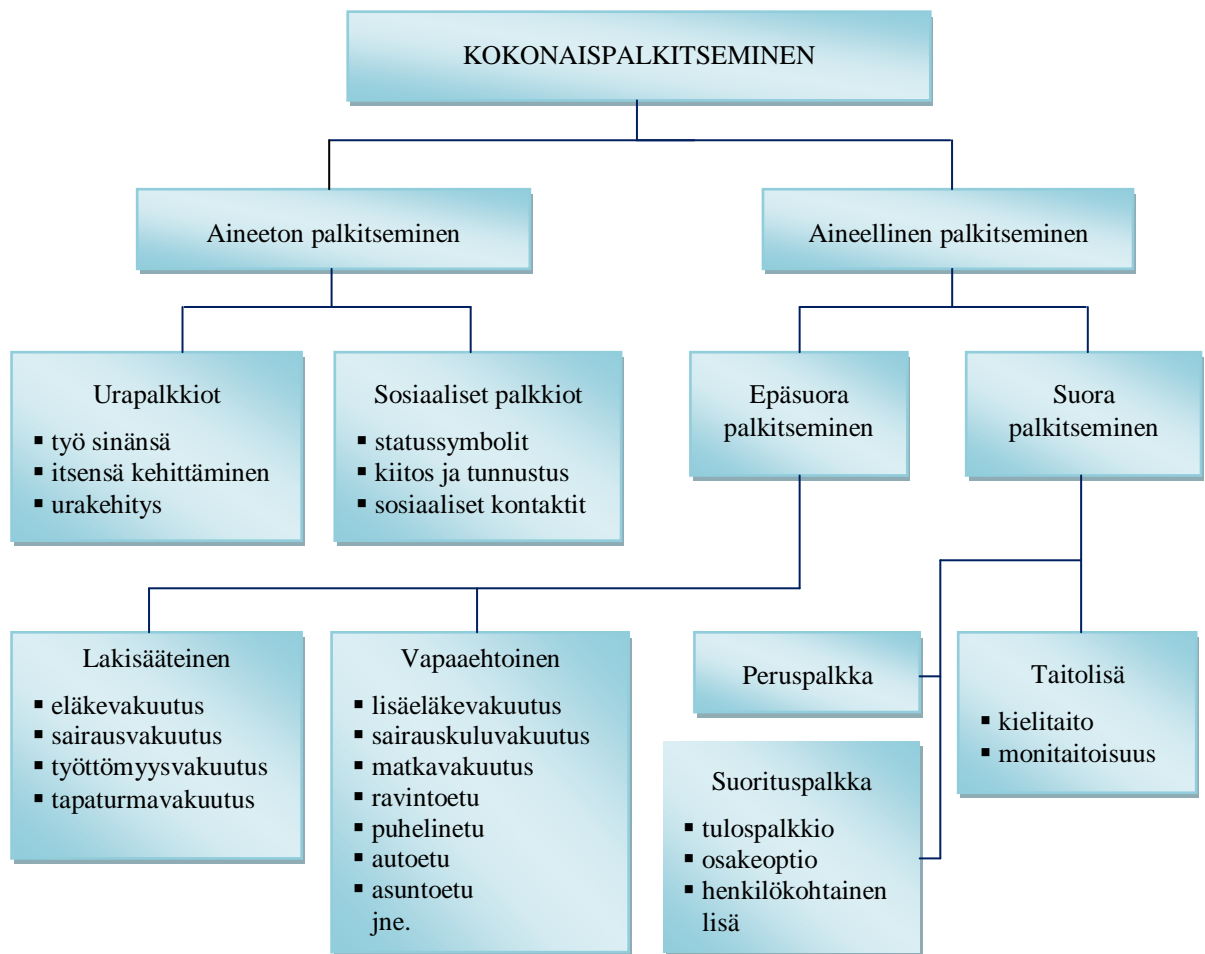 KOKONAISPALKITSEMINEN
Aineeton palkitseminen
Aineellinen palkitseminen
Urapalkkiot
▪ työ sinänsä
▪ itsensä kehittäminen
▪ urakehitys
Sosiaaliset palkkiot
▪ statussymbolit
▪ kiitos ja tunnustus
▪ sosiaaliset kontaktit
Epäsuora
palkitseminen
Suora
palkitseminen
Lakisääteinen
▪ eläkevakuutus
▪ sairausvakuutus
▪ työttömyysvakuutus
▪ tapaturmavakuutus
Vapaaehtoinen
▪ lisäeläkevakuutus
▪ sairauskuluvakuutus
▪ matkavakuutus
▪ ravintoetu
▪ puhelinetu
▪ autoetu
▪ asuntoetu
jne.
Peruspalkka
Suorituspalkka
▪ tulospalkkio
▪ osakeoptio
▪ henkilökohtainen
lisä
Taitolisä
▪ kielitaito
▪ monitaitoisuus